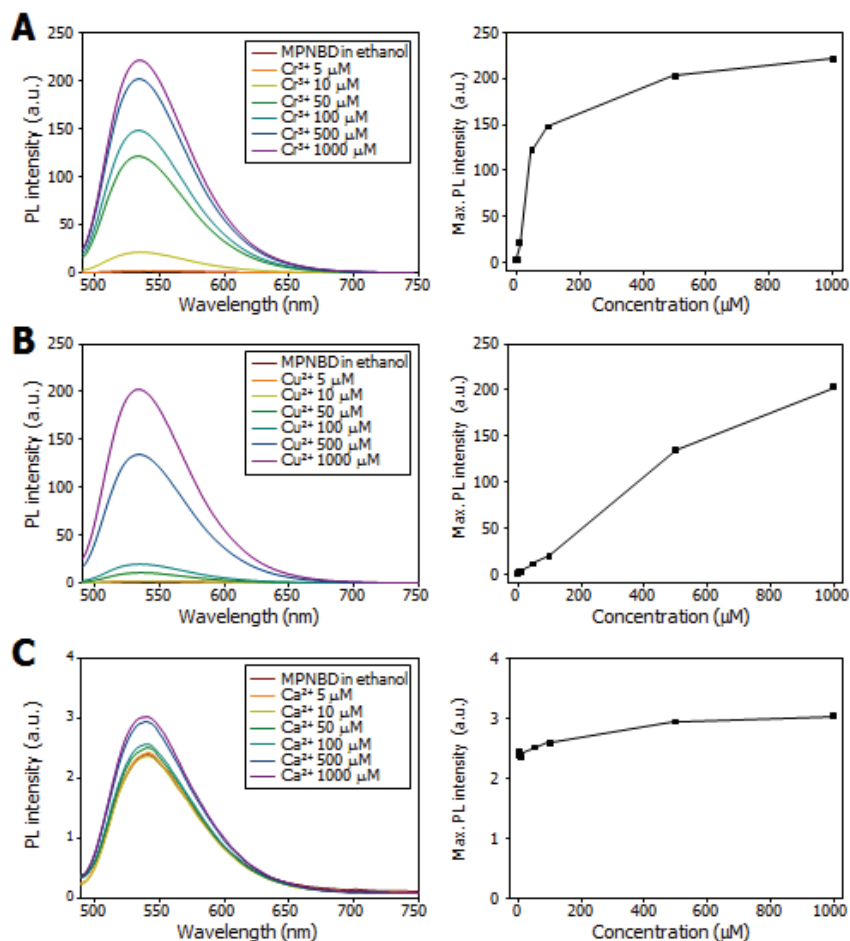 A
PL intensity (a.u.)
250
200
150
100
50
0
500 550 600 650 700 750
Wavelength (nm)
MPNBD in ethanol
Cr³⁺ 5 μM
Cr³⁺ 10 μM
Cr³⁺ 50 μM
Cr³⁺ 100 μM
Cr³⁺ 500 μM
Cr³⁺ 1000 μM
Max. PL intensity (a.u.)
250
200
150
100
50
0
0 200 400 600 800 1000
Concentration (μM)
B
PL intensity (a.u.)
250
200
150
100
50
0
500 550 600 650 700 750
Wavelength (nm)
MPNBD in ethanol
Cu²⁺ 5 μM
Cu²⁺ 10 μM
Cu²⁺ 50 μM
Cu²⁺ 100 μM
Cu²⁺ 500 μM
Cu²⁺ 1000 μM
Max. PL intensity (a.u.)
250
200
150
100
50
0
0 200 400 600 800 1000
Concentration (μM)
C
PL intensity (a.u.)
4
3
2
1
0
500 550 600 650 700 750
Wavelength (nm)
MPNBD in ethanol
Ca²⁺ 5 μM
Ca²⁺ 10 μM
Ca²⁺ 50 μM
Ca²⁺ 100 μM
Ca²⁺ 500 μM
Ca²⁺ 1000 μM
Max. PL intensity (a.u.)
4
3
2
1
0
0 200 400 600 800 1000
Concentration (μM)